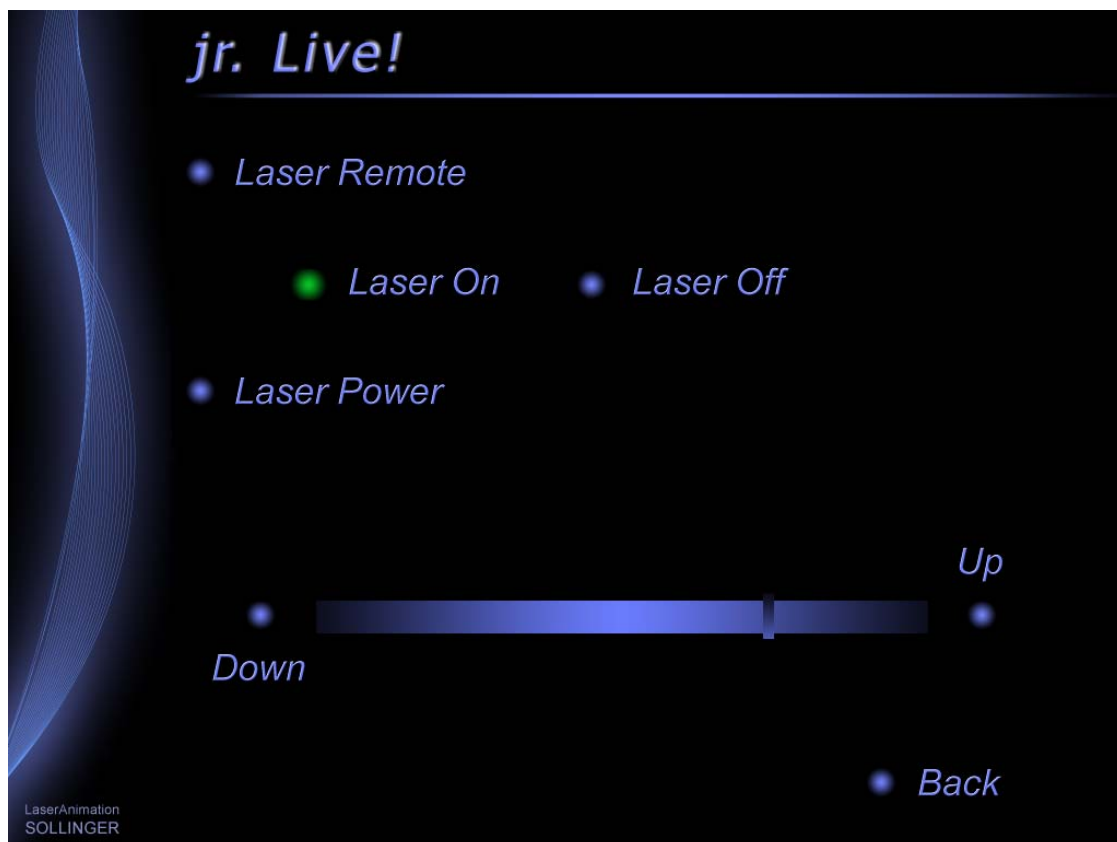 jr. Live!
Laser Remote
Laser On Laser Off
Laser Power
Up
Down
Back
LaserAnimation
SOLLINGER